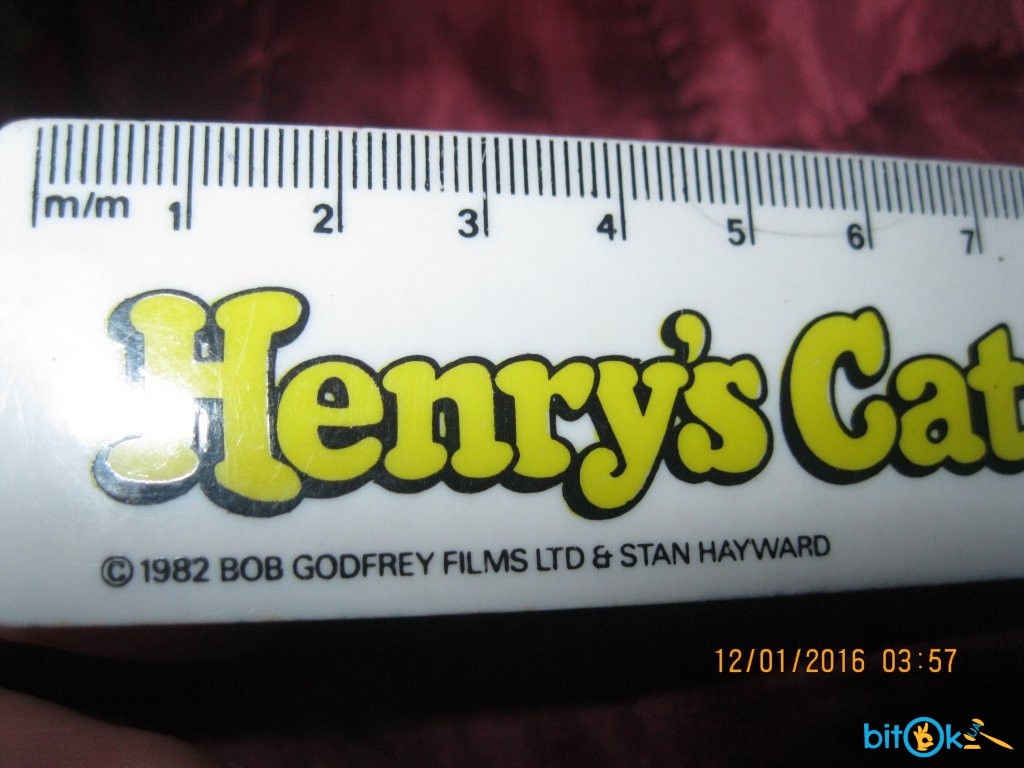 m/m 1 2 3 4 5 6 7
Henry's Cat
© 1982 BOB GODFREY FILMS LTD & STAN HAYWARD
12/01/2016 03:57
bitOk UA